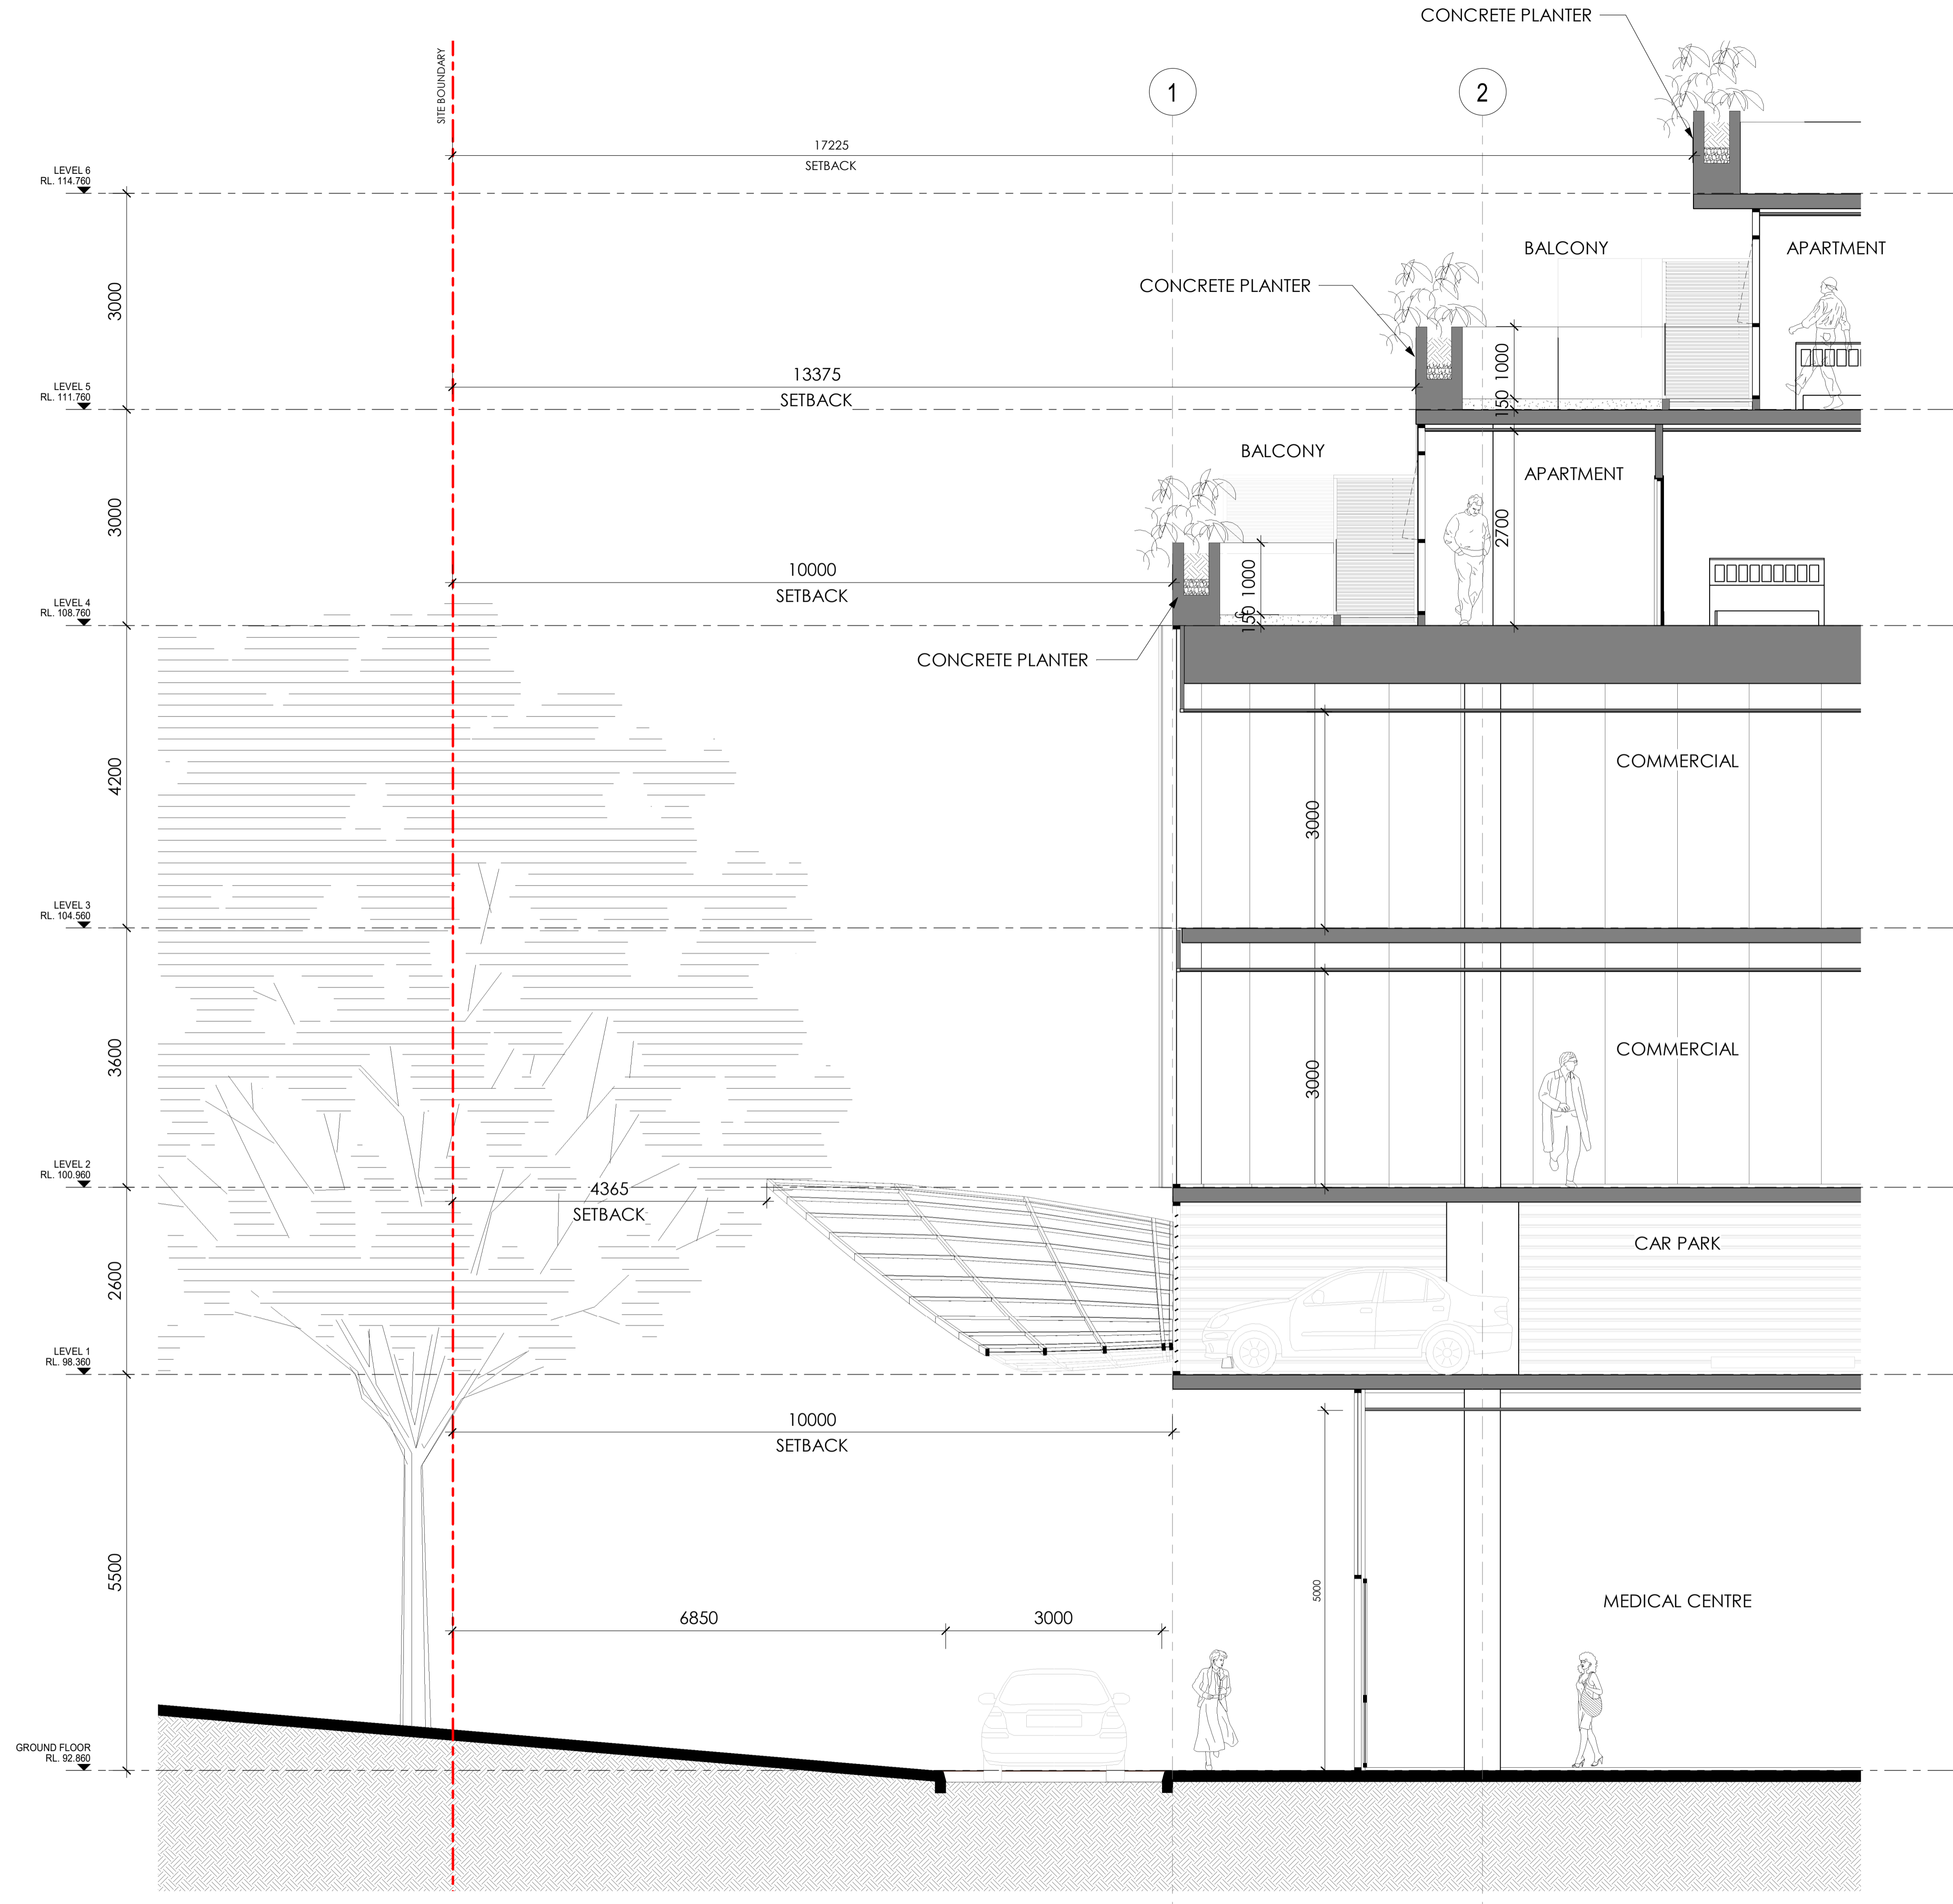 CONCRETE PLANTER
SITE BOUNDARY
1
2
17225
SETBACK
LEVEL 6
RL. 114.760
BALCONY
APARTMENT
CONCRETE PLANTER
3000
1000
150
13375
SETBACK
LEVEL 5
RL. 111.760
BALCONY
APARTMENT
3000
2700
1000
150
10000
SETBACK
LEVEL 4
RL. 108.760
CONCRETE PLANTER
COMMERCIAL
4200
3000
LEVEL 3
RL. 104.560
COMMERCIAL
3600
3000
LEVEL 2
RL. 100.960
4365
SETBACK
CAR PARK
2600
LEVEL 1
RL. 98.360
10000
SETBACK
5500
5000
MEDICAL CENTRE
6850
3000
GROUND FLOOR
RL. 92.860